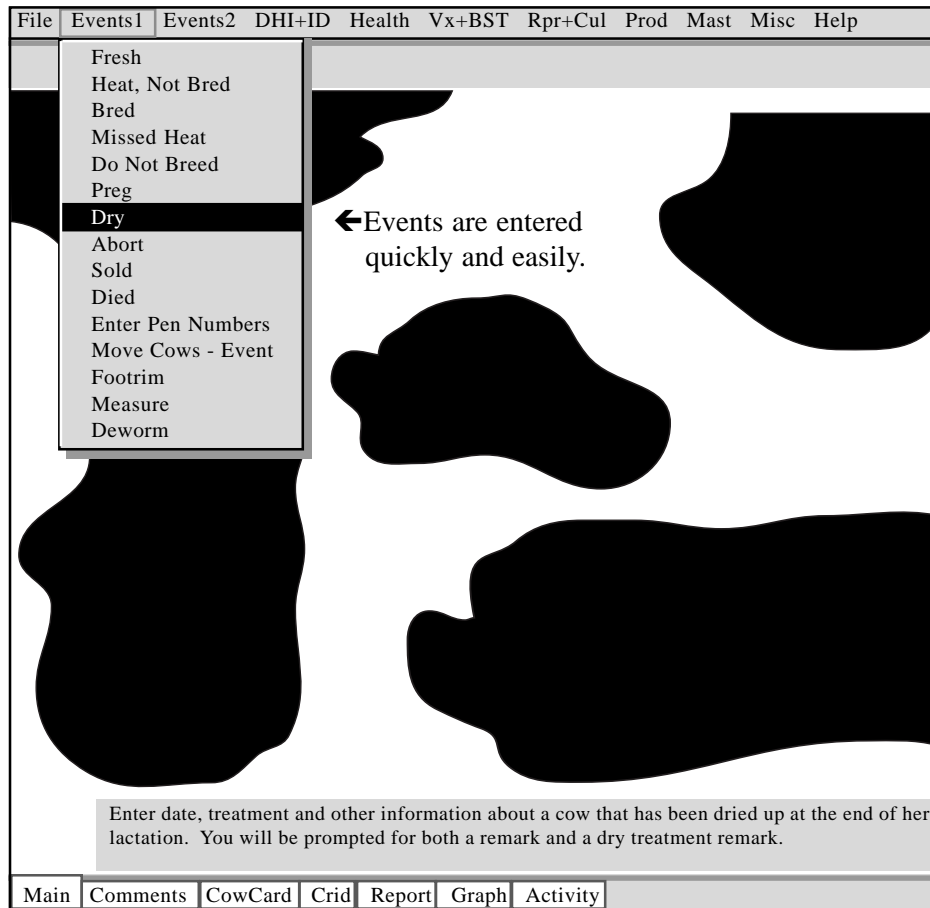 File Events1 Events2 DHI+ID Health Vx+BST Rpr+Cul Prod Mast Misc Help
Fresh
Heat, Not Bred
Bred
Missed Heat
Do Not Breed
Preg
Dry
Abort
Sold
Died
Enter Pen Numbers
Move Cows - Event
Footrim
Measure
Deworm
←Events are entered
quickly and easily.
Enter date, treatment and other information about a cow that has been dried up at the end of her
lactation. You will be prompted for both a remark and a dry treatment remark.
Main Comments CowCard Crid Report Graph Activity